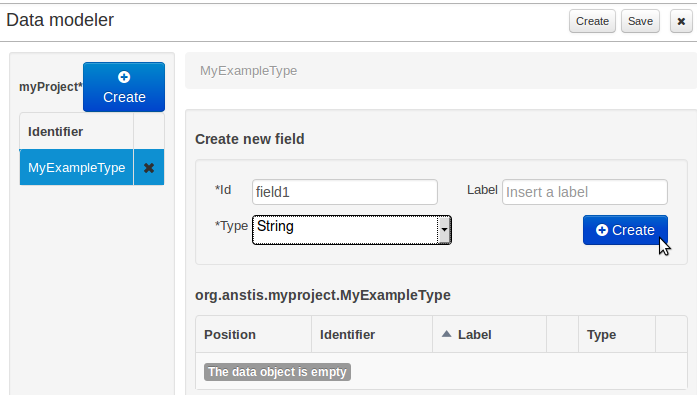 Data modeler
Create Save ✖
myProject*
Create
Identifier
MyExampleType ✖
MyExampleType
Create new field
*Id field1 Label Insert a label
*Type String Create
org.anstis.myproject.MyExampleType
Position Identifier Label Type
The data object is empty